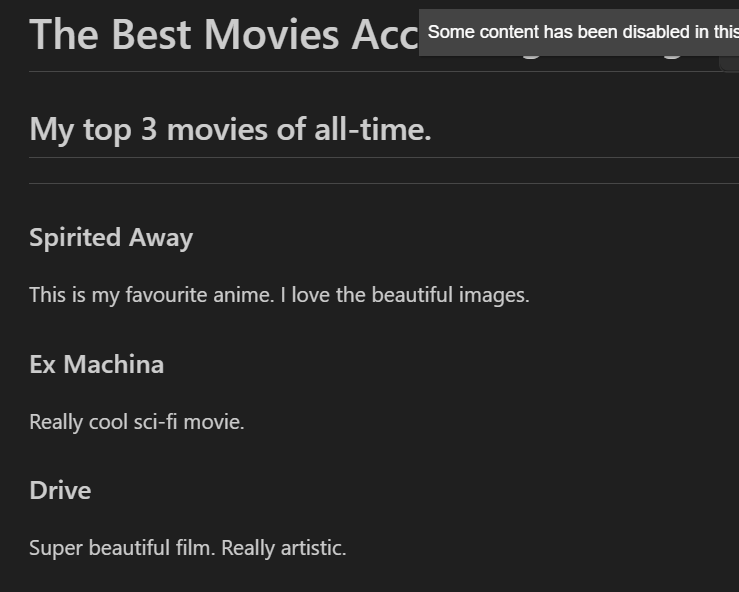 The Best Movies Acc
Some content has been disabled in this
My top 3 movies of all-time.
Spirited Away
This is my favourite anime. I love the beautiful images.
Ex Machina
Really cool sci-fi movie.
Drive
Super beautiful film. Really artistic.